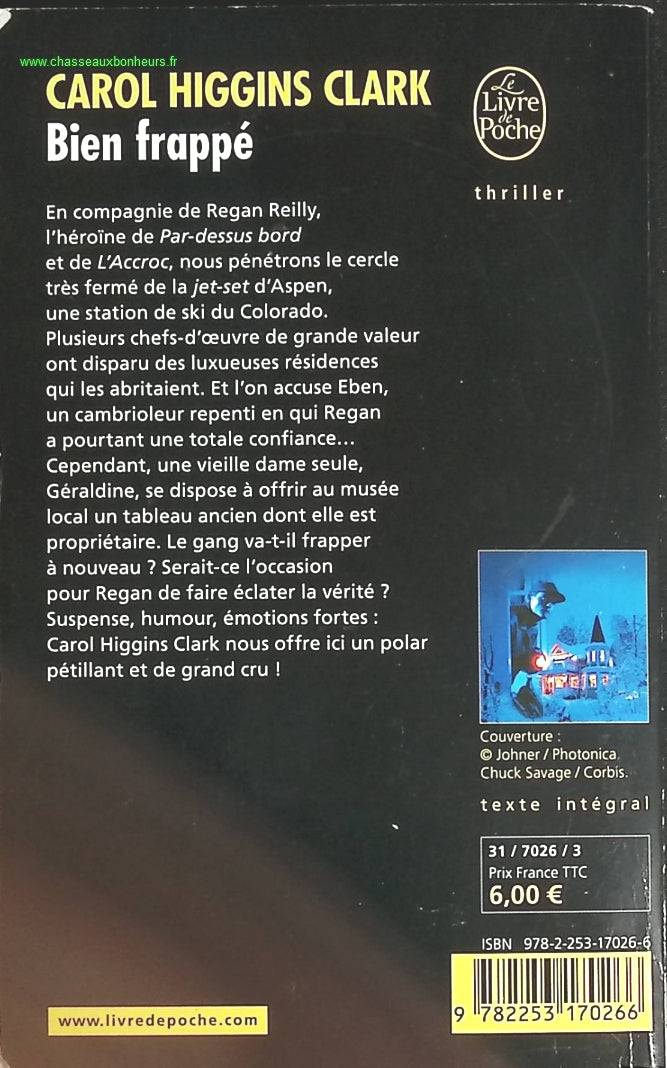 www.chasseauxbonheurs.fr
CAROL HIGGINS CLARK
Bien frappé
Le
Livre
de
Poche
thriller
En compagnie de Regan Reilly,
l'héroïne de Par-dessus bord
et de L'Accroc, nous pénétrons le cercle
très fermé de la jet-set d'Aspen,
une station de ski du Colorado.
Plusieurs chefs-d'œuvre de grande valeur
ont disparu des luxueuses résidences
qui les abritaient. Et l'on accuse Eben,
un cambrioleur repenti en qui Regan
a pourtant une totale confiance…
Cependant, une vieille dame seule,
Géraldine, se dispose à offrir au musée
local un tableau ancien dont elle est
propriétaire. Le gang va-t-il frapper
à nouveau ? Serait-ce l'occasion
pour Regan de faire éclater la vérité ?
Suspense, humour, émotions fortes :
Carol Higgins Clark nous offre ici un polar
pétillant et de grand cru !
Couverture :
© Johner / Photonica.
Chuck Savage / Corbis.
texte intégral
31 / 7026 / 3
Prix France TTC
6,00 €
ISBN 978-2-253-17026-6
9 782253 170266
www.livredepoche.com